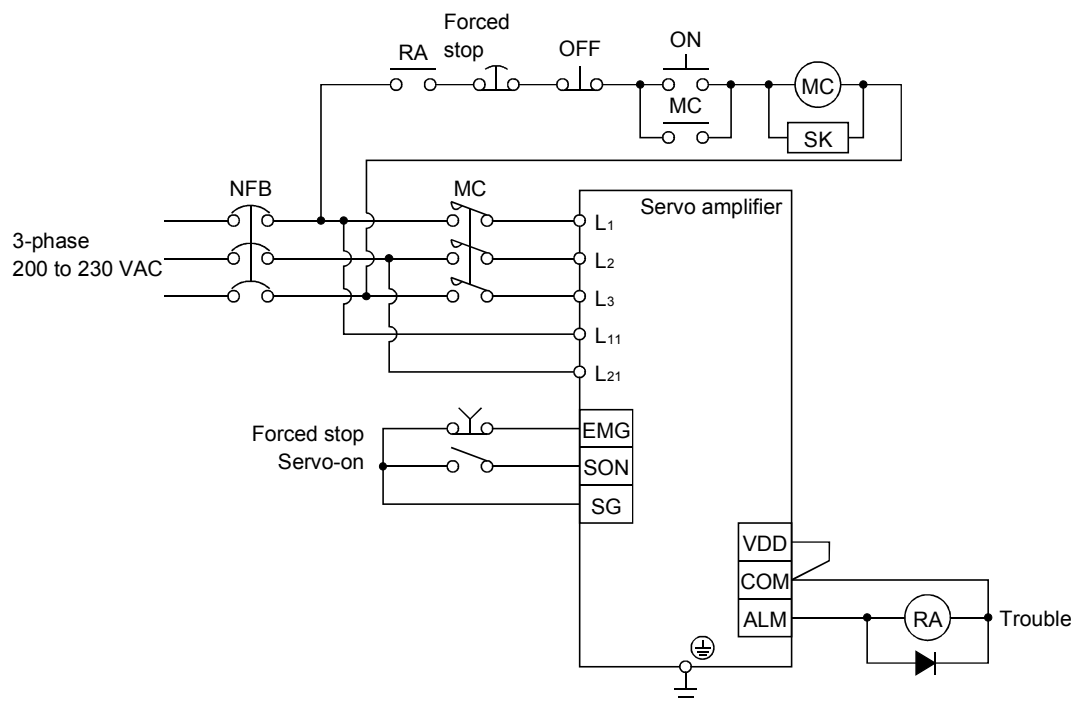 Forced
stop
RA
OFF
ON
MC
MC
SK
NFB
MC
Servo amplifier
3-phase
200 to 230 VAC
L1
L2
L3
L11
L21
Forced stop
Servo-on
EMG
SON
SG
VDD
COM
ALM
RA
Trouble